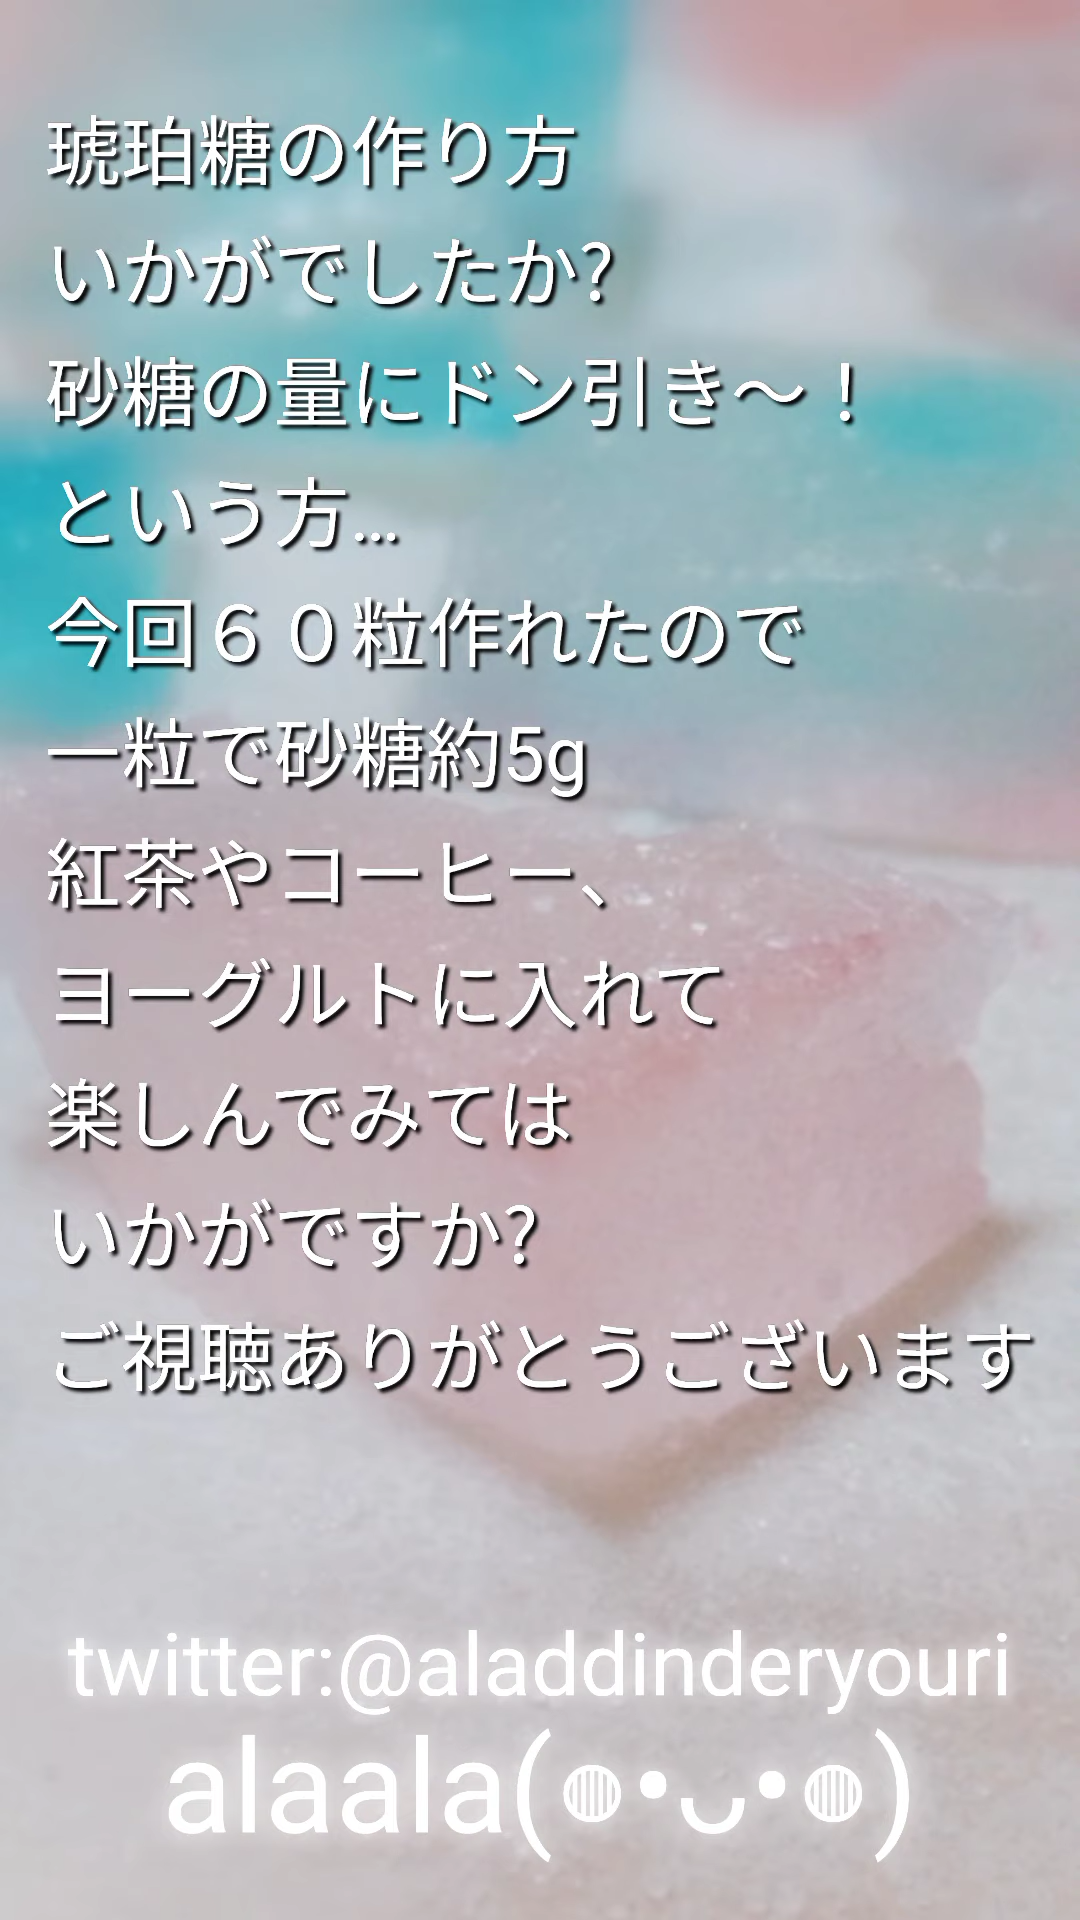 琥珀糖の作り方
いかがでしたか?
砂糖の量にドン引き〜！
という方...
今回６０粒作れたので
一粒で砂糖約5g
紅茶やコーヒー、
ヨーグルトに入れて
楽しんでみては
いかがですか?
ご視聴ありがとうございます
twitter:@aladdinderyouri
alaala(◍•ᴗ•◍)